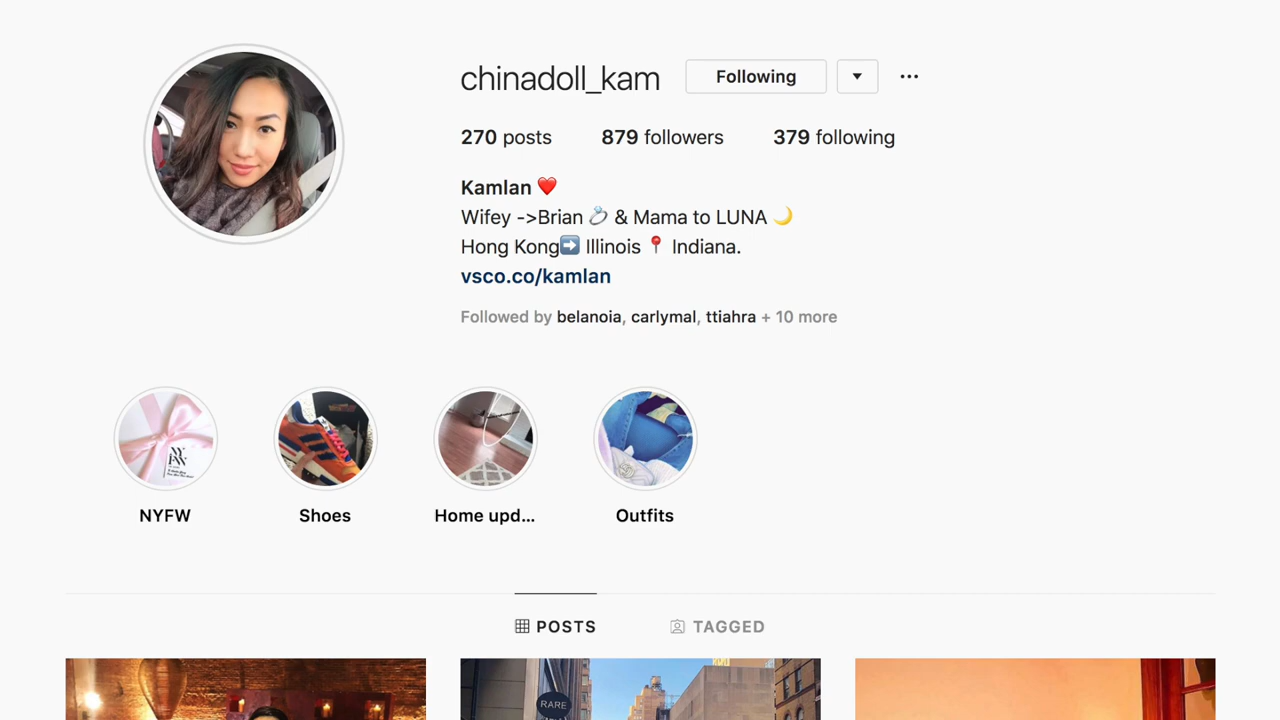 chinadoll_kam Following
270 posts 879 followers 379 following
Kamlan ❤️
Wifey ->Brian 💍 & Mama to LUNA 🌙
Hong Kong➡️ Illinois 📍 Indiana.
vsco.co/kamlan
Followed by belanoia, carlymal, ttiahra + 10 more
NYFW Shoes Home upd... Outfits
POSTS TAGGED
RARE